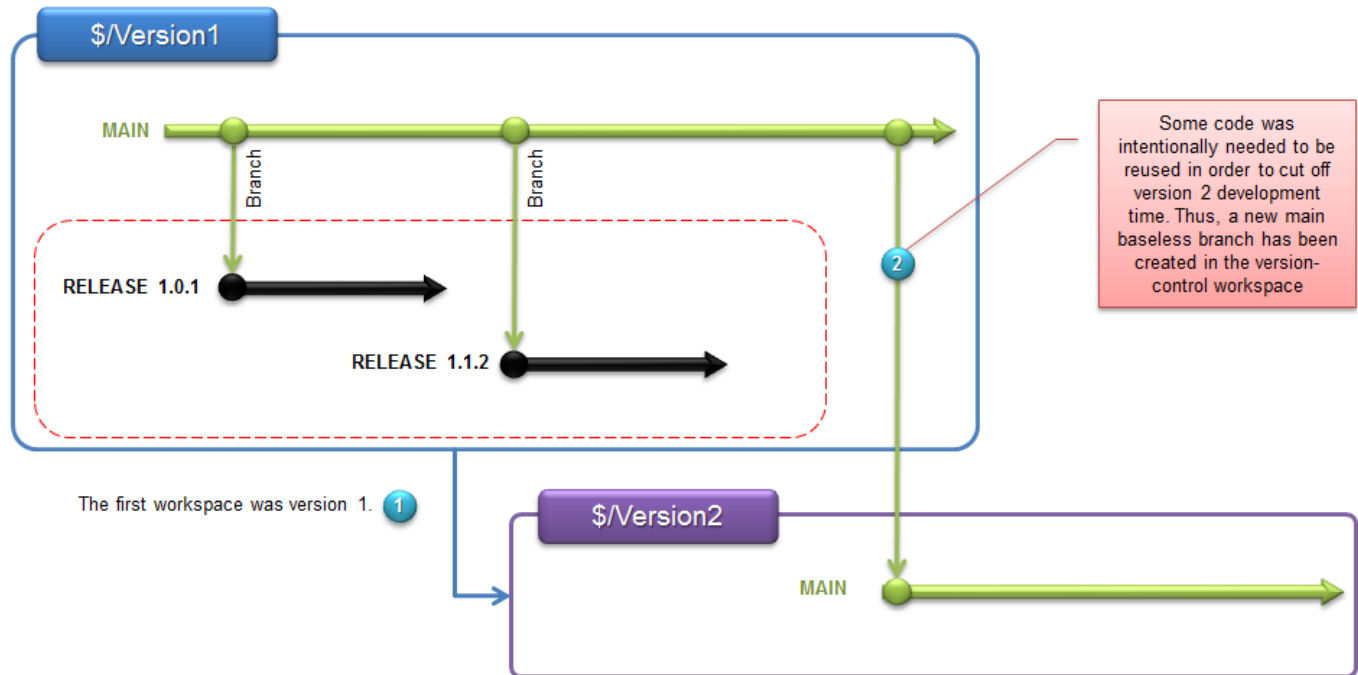 $/Version1
MAIN
Branch
Branch
Some code was
intentionally needed to be
reused in order to cut off
version 2 development
time. Thus, a new main
baseless branch has been
created in the version-
control workspace
2
RELEASE 1.0.1
RELEASE 1.1.2
The first workspace was version 1.
1
$/Version2
MAIN